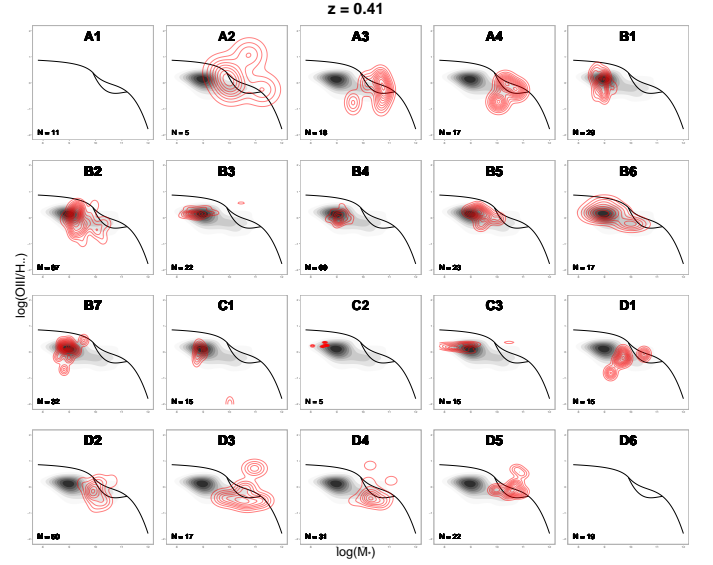 z = 0.41
A1
A2
A3
A4
B1
N = 11
N = 5
N = 18
N = 17
B2
B3
B4
B5
B6
N = 22
N = 23
N = 17
log(OIII/H..)
B7
C1
C2
C3
D1
N = 32
N = 15
N = 5
N = 15
N = 15
D2
D3
D4
D5
D6
N = 17
N = 31
N = 22
N = 19
log(M*)